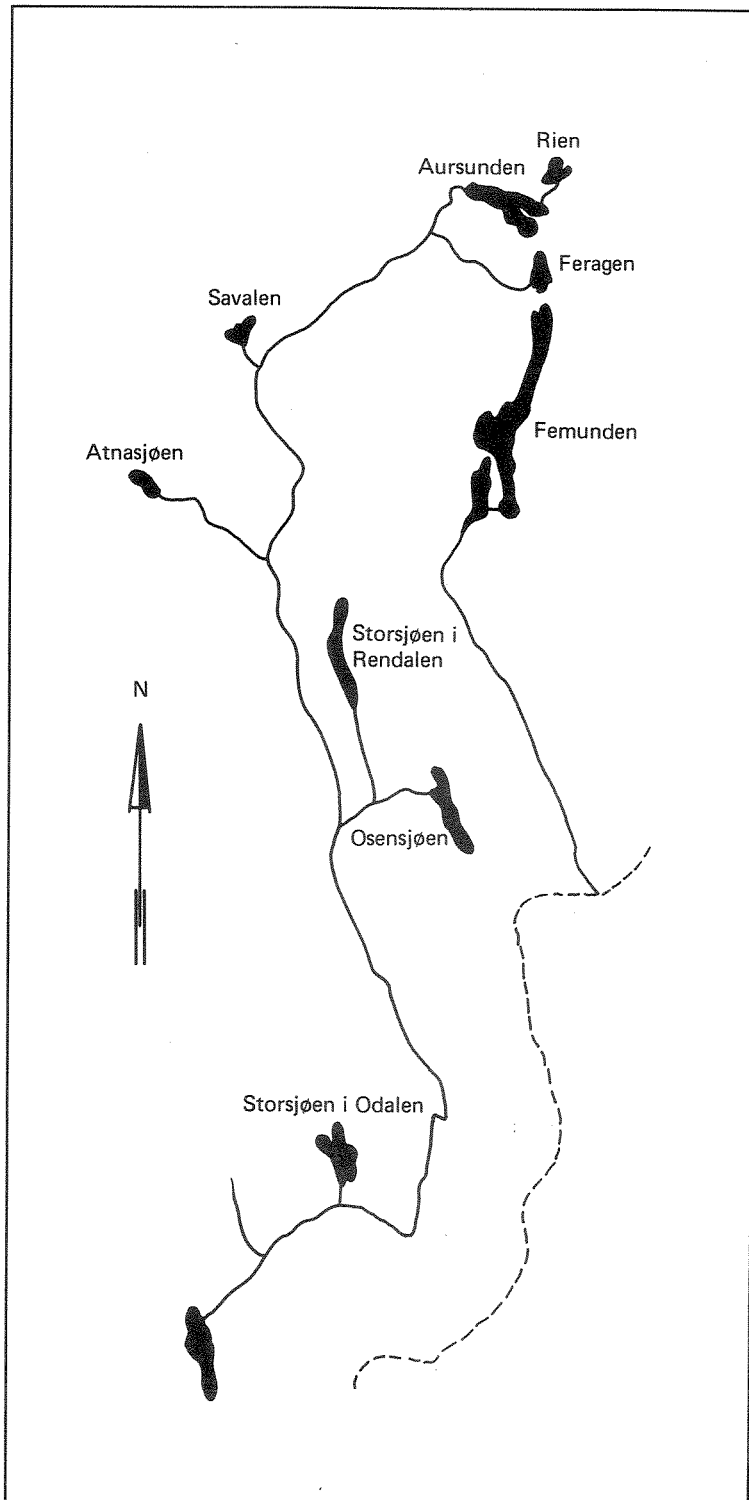 Rien
Aursunden
Feragen
Savalen
Femunden
Atnasjøen
Storsjøen i
Rendalen
N
Osensjøen
Storsjøen i Odalen